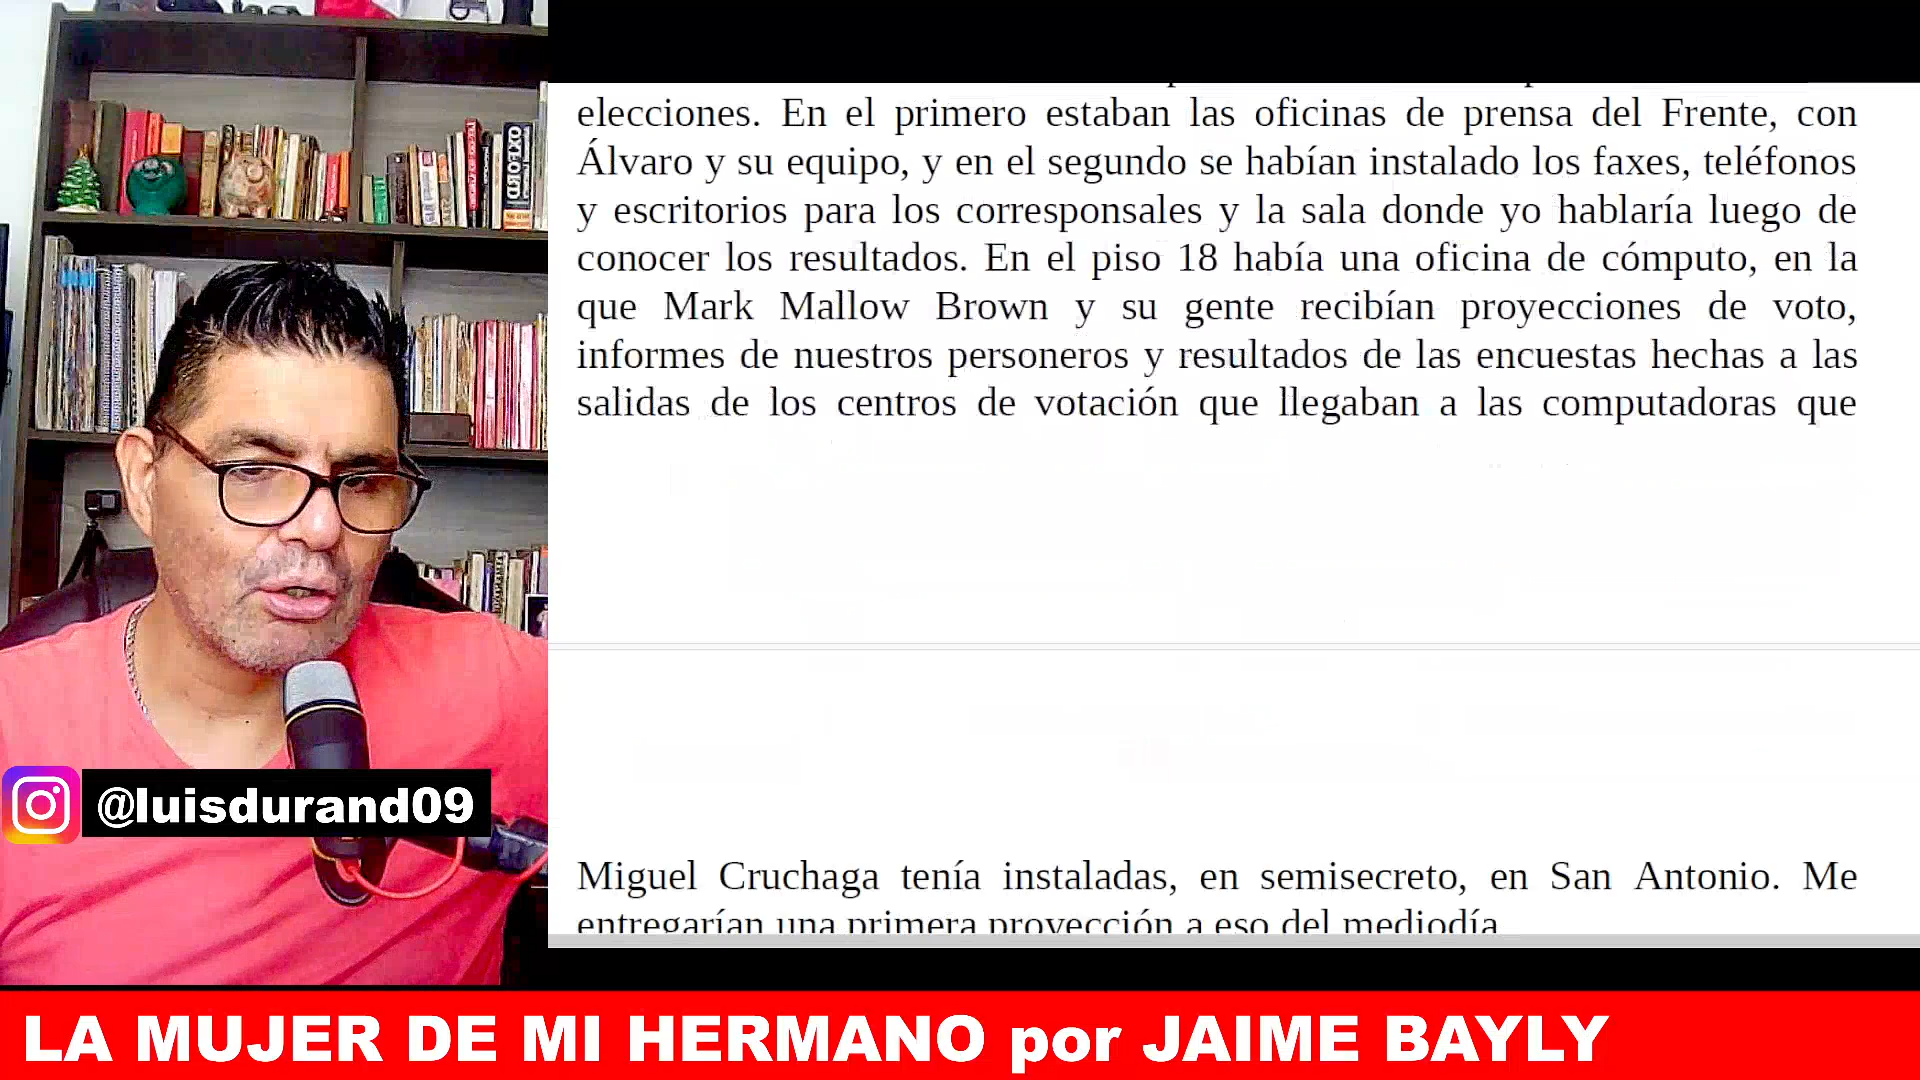 elecciones. En el primero estaban las oficinas de prensa del Frente, con
Álvaro y su equipo, y en el segundo se habían instalado los faxes, teléfonos
y escritorios para los corresponsales y la sala donde yo hablaría luego de
conocer los resultados. En el piso 18 había una oficina de cómputo, en la
que Mark Mallow Brown y su gente recibían proyecciones de voto,
informes de nuestros personeros y resultados de las encuestas hechas a las
salidas de los centros de votación que llegaban a las computadoras que
Miguel Cruchaga tenía instaladas, en semisecreto, en San Antonio. Me
entregarían una primera proyección a eso del mediodía
OXFORD
@luisdurand09
LA MUJER DE MI HERMANO por JAIME BAYLY